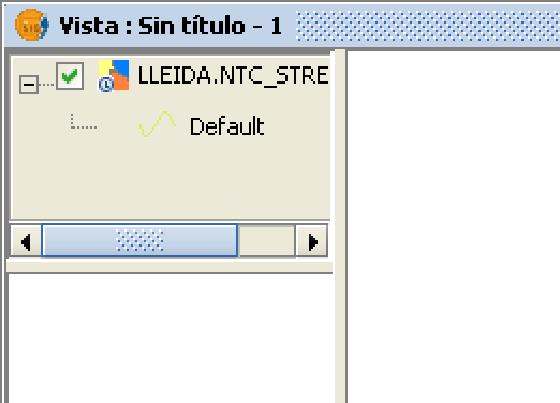 Vista : Sin título - 1
LLEIDA.NTC_STRE
Default